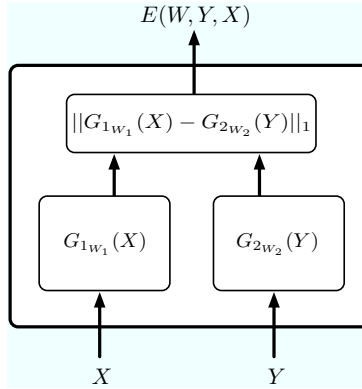 E(W, Y, X)
||G_{1_{W_1}}(X) − G_{2_{W_2}}(Y)||_1
G_{1_{W_1}}(X) G_{2_{W_2}}(Y)
X Y